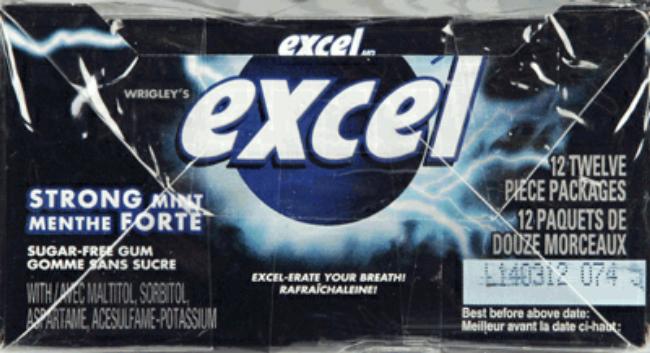 excel MD
WRIGLEY'S
excel
STRONG MINT
MENTHE FORTE
SUGAR-FREE GUM
GOMME SANS SUCRE
WITH/AVEC MALTITOL, SORBITOL,
ASPARTAME, ACESULFAME-POTASSIUM
EXCEL-ERATE YOUR BREATH!
RAFRAÎCHALEINE!
12 TWELVE
PIECE PACKAGES
12 PAQUETS DE
DOUZE MORCEAUX
L140312 074
Best before above date:
Meilleur avant la date ci-haut: